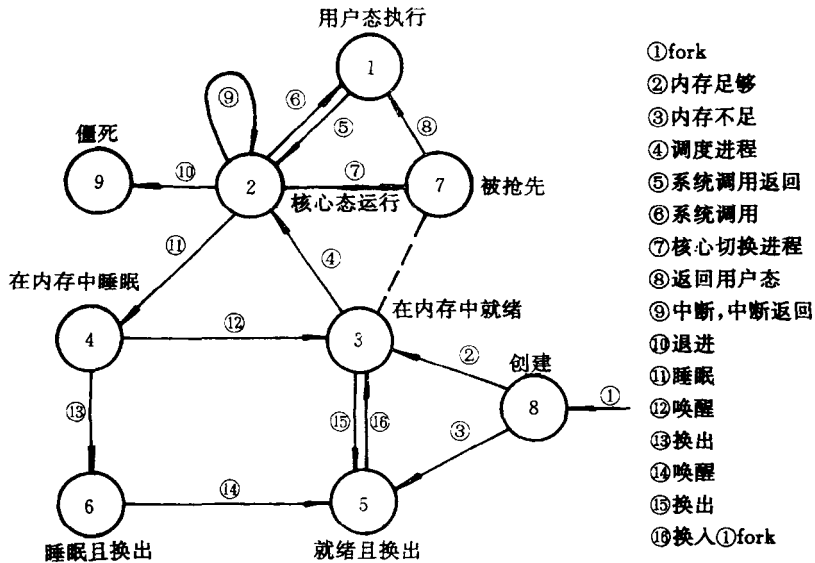 用户态执行
1
①fork
②内存足够
③内存不足
④调度进程
⑤系统调用返回
⑥系统调用
⑦核心切换进程
⑧返回用户态
⑨中断,中断返回
⑩退进
⑪睡眠
⑫唤醒
⑬换出
⑭唤醒
⑮换出
⑯换入①fork
⑨
⑥
⑤
⑧
僵死
9
⑩
2
⑦
7
被抢先
核心态运行
⑪
④
在内存中睡眠
在内存中就绪
4
⑫
3
②
创建
8
①
⑬
⑮
⑯
③
6
⑭
5
睡眠且换出
就绪且换出